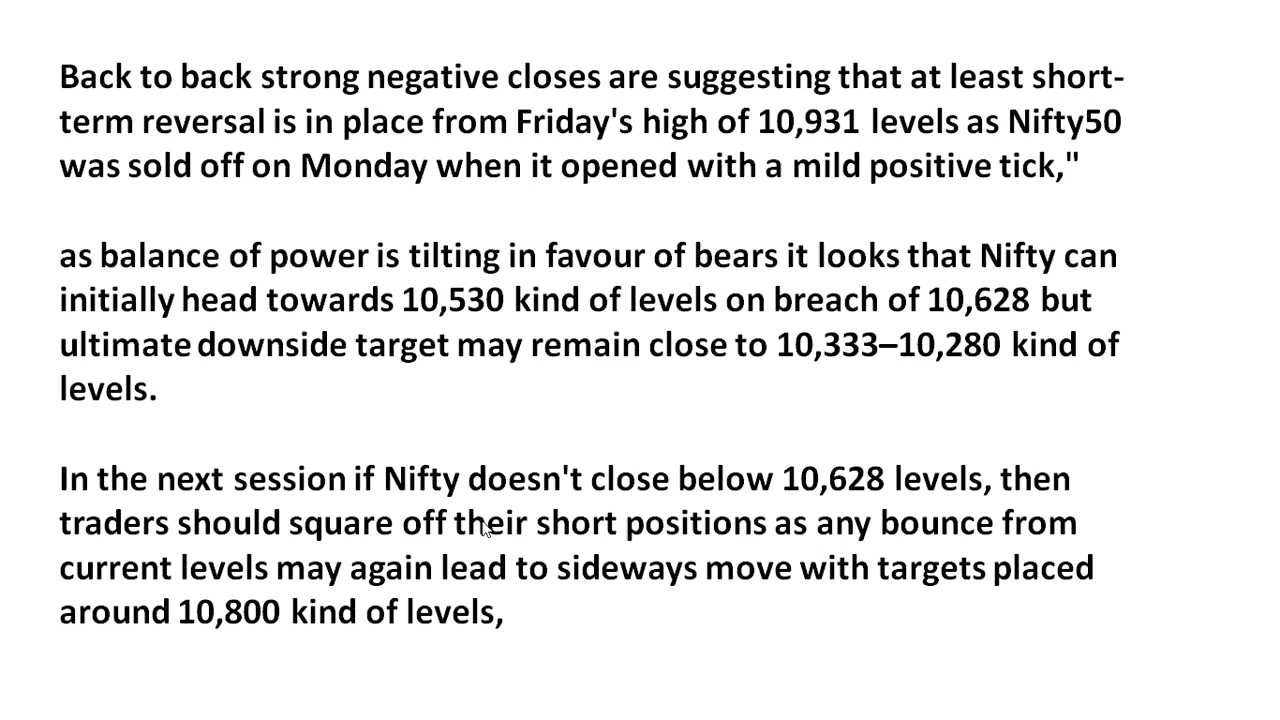 Back to back strong negative closes are suggesting that at least short-
term reversal is in place from Friday's high of 10,931 levels as Nifty50
was sold off on Monday when it opened with a mild positive tick,"
as balance of power is tilting in favour of bears it looks that Nifty can
initially head towards 10,530 kind of levels on breach of 10,628 but
ultimate downside target may remain close to 10,333–10,280 kind of
levels.
In the next session if Nifty doesn't close below 10,628 levels, then
traders should square off their short positions as any bounce from
current levels may again lead to sideways move with targets placed
around 10,800 kind of levels,